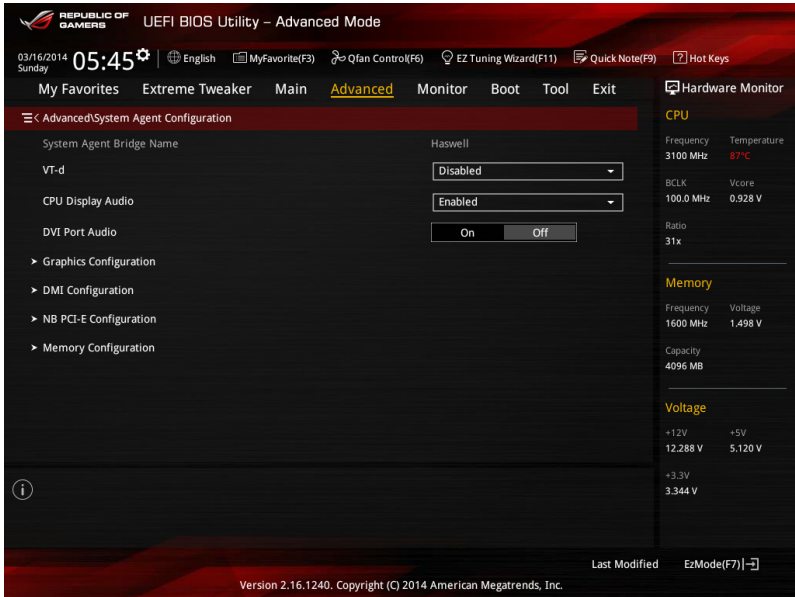 REPUBLIC OF
GAMERS
UEFI BIOS Utility – Advanced Mode
03/16/2014
Sunday
05:45
English
MyFavorite(F3)
Qfan Control(F6)
EZ Tuning Wizard(F11)
Quick Note(F9)
? Hot Keys
My Favorites
Extreme Tweaker
Main
Advanced
Monitor
Boot
Tool
Exit
Hardware Monitor
Advanced\System Agent Configuration
System Agent Bridge Name
Haswell
VT-d
Disabled
CPU Display Audio
Enabled
DVI Port Audio
On
Off
> Graphics Configuration
> DMI Configuration
> NB PCI-E Configuration
> Memory Configuration
CPU
Frequency Temperature
3100 MHz 87°C
BCLK Vcore
100.0 MHz 0.928 V
Ratio
31x
Memory
Frequency Voltage
1600 MHz 1.498 V
Capacity
4096 MB
Voltage
+12V +5V
12.288 V 5.120 V
+3.3V
3.344 V
i
Last Modified
EzMode(F7)
Version 2.16.1240. Copyright (C) 2014 American Megatrends, Inc.